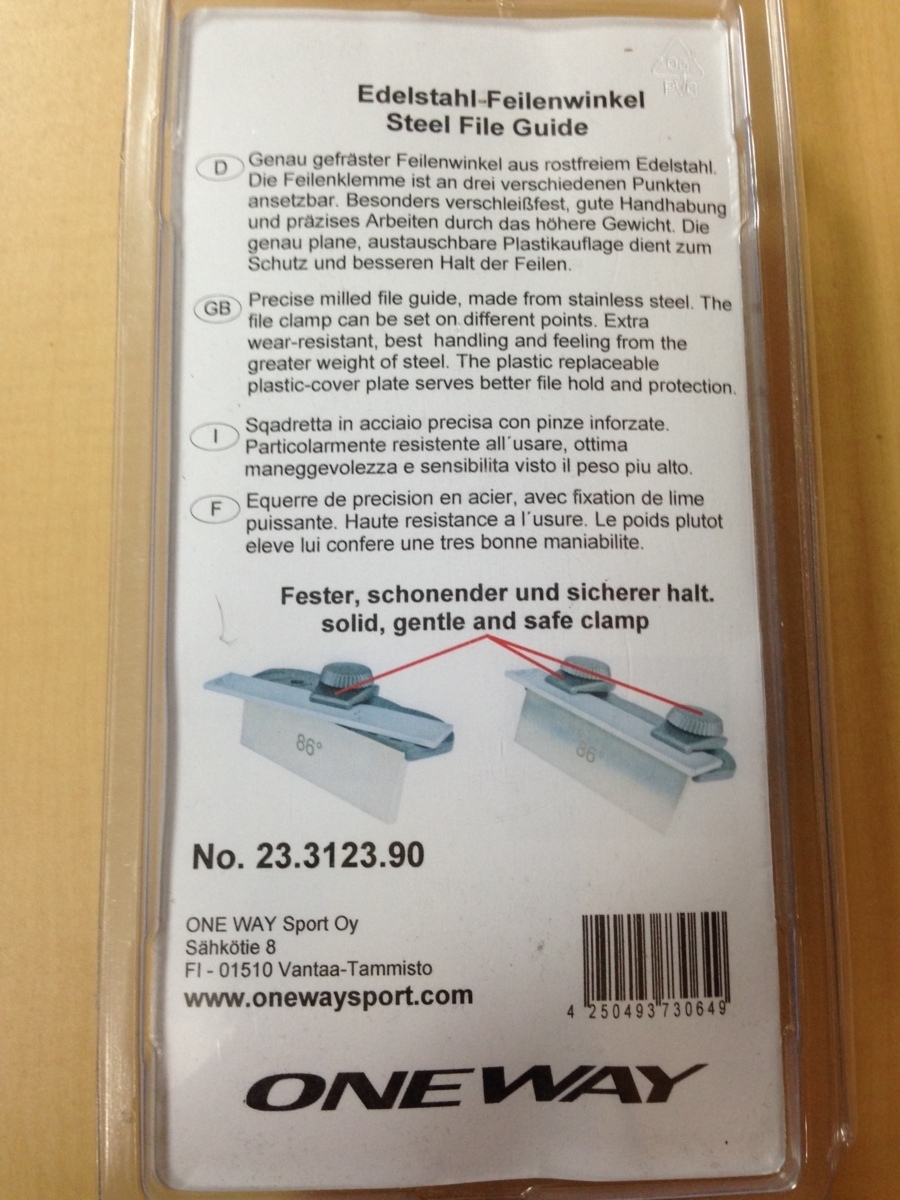 Edelstahl-Feilenwinkel
Steel File Guide
D
Genau gefräster Feilenwinkel aus rostfreiem Edelstahl.
Die Feilenklemme ist an drei verschiedenen Punkten
ansetzbar. Besonders verschleißfest, gute Handhabung
und präzises Arbeiten durch das höhere Gewicht. Die
genau plane, austauschbare Plastikauflage dient zum
Schutz und besseren Halt der Feilen.
GB
Precise milled file guide, made from stainless steel. The
file clamp can be set on different points. Extra
wear-resistant, best handling and feeling from the
greater weight of steel. The plastic replaceable
plastic-cover plate serves better file hold and protection.
I
Sqadretta in acciaio precisa con pinze inforzate.
Particolarmente resistente all´usare, ottima
maneggevolezza e sensibilita visto il peso piu alto.
F
Equerre de precision en acier, avec fixation de lime
puissante. Haute resistance a l´usure. Le poids plutot
eleve lui confere une tres bonne maniabilite.
Fester, schonender und sicherer halt.
solid, gentle and safe clamp
86°
86°
No. 23.3123.90
ONE WAY Sport Oy
Sähkötie 8
FI - 01510 Vantaa-Tammisto
www.onewaysport.com
4 250493 730649
ONE WAY